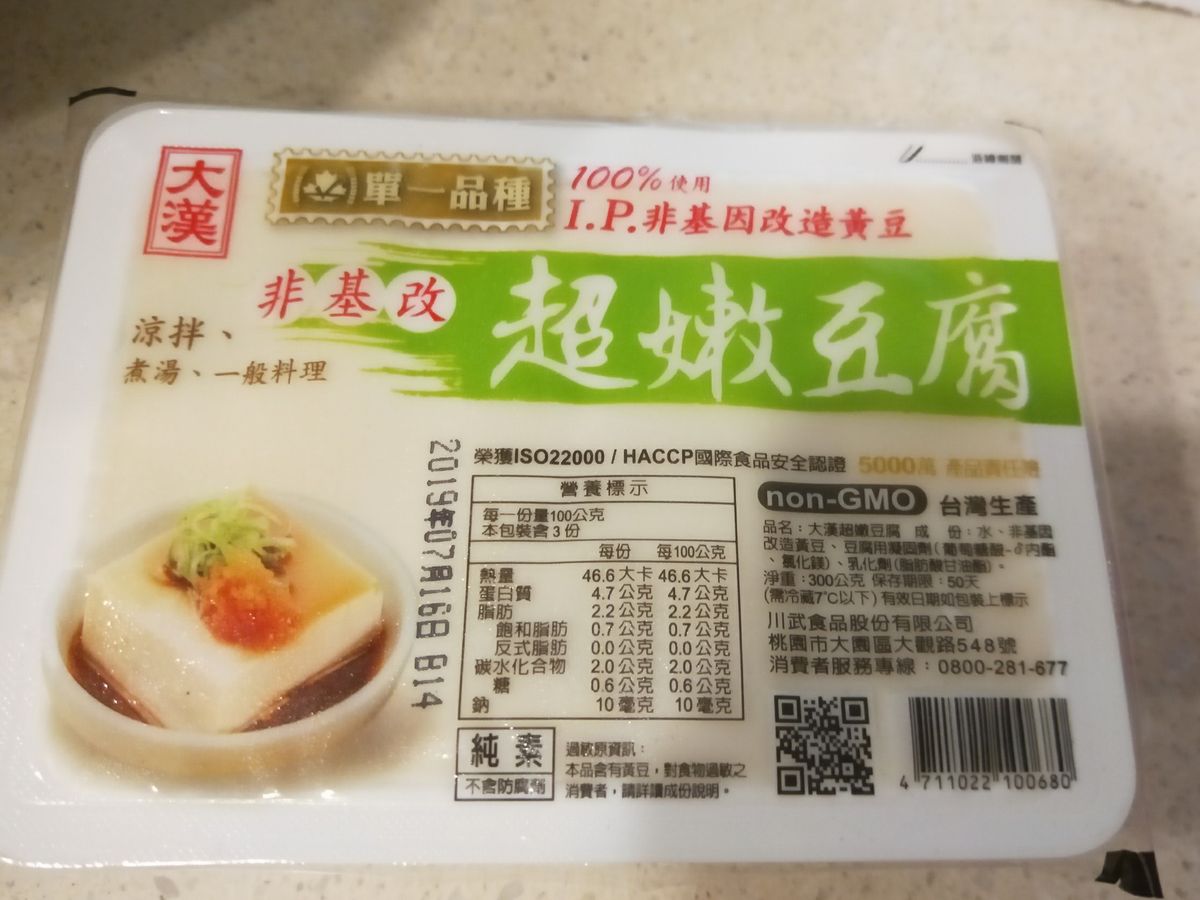 大漢
單一品種
100%使用
I.P.非基因改造黃豆
非基改
超嫩豆腐
涼拌、
煮湯、一般料理
2019年07月16日 B14
榮獲ISO22000 / HACCP國際食品安全認證 5000萬 產品責任險
營養標示
每一份量100公克
本包裝含3份
每份 每100公克
熱量 46.6大卡 46.6大卡
蛋白質 4.7公克 4.7公克
脂肪 2.2公克 2.2公克
飽和脂肪 0.7公克 0.7公克
反式脂肪 0.0公克 0.0公克
碳水化合物 2.0公克 2.0公克
糖 0.6公克 0.6公克
鈉 10毫克 10毫克
純素
不含防腐劑
過敏原資訊：
本品含有黃豆，對食物過敏之
消費者，請詳讀成份說明。
non-GMO 台灣生產
品名：大漢超嫩豆腐 成 份：水、非基因
改造黃豆、豆腐用凝固劑(葡萄糖酸-δ內酯
、氯化鎂)、乳化劑(脂肪酸甘油酯)。
淨重：300公克 保存期限：50天
(需冷藏7°C以下)有效日期如包裝上標示
川武食品股份有限公司
桃園市大園區大觀路548號
消費者服務專線：0800-281-677
4 711022 100680